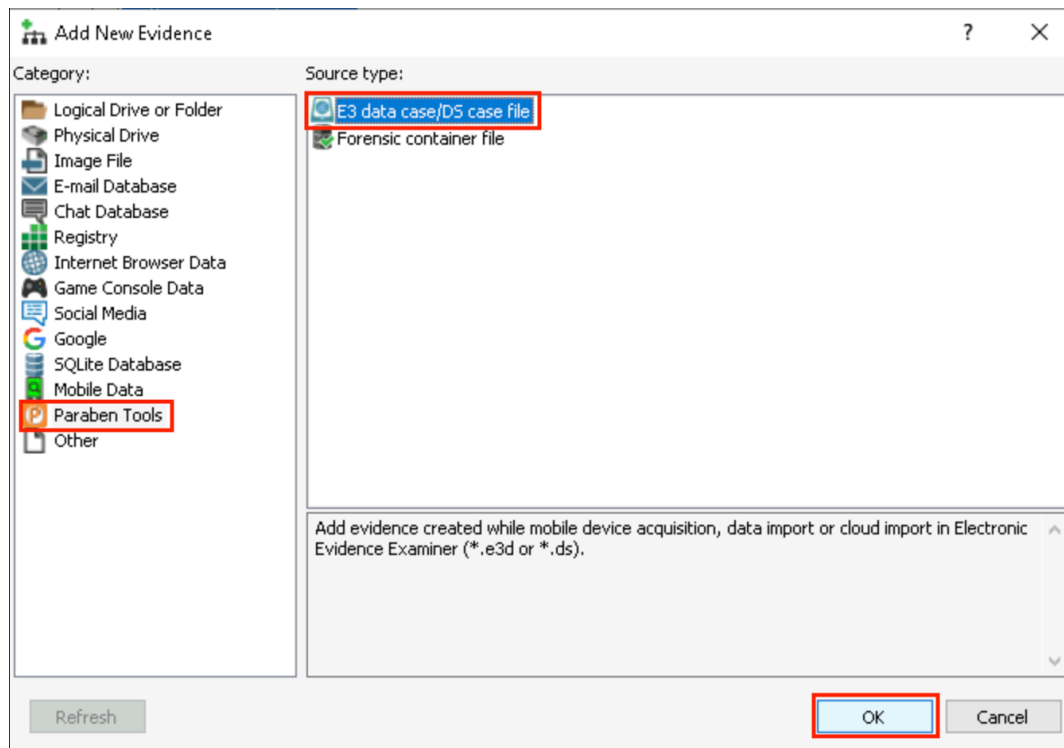 Add New Evidence
?
Category:
Source type:
Logical Drive or Folder
Physical Drive
Image File
E-mail Database
Chat Database
Registry
Internet Browser Data
Game Console Data
Social Media
Google
SQLite Database
Mobile Data
Paraben Tools
Other
E3 data case/DS case file
Forensic container file
Add evidence created while mobile device acquisition, data import or cloud import in Electronic
Evidence Examiner (*.e3d or *.ds).
Refresh
OK
Cancel